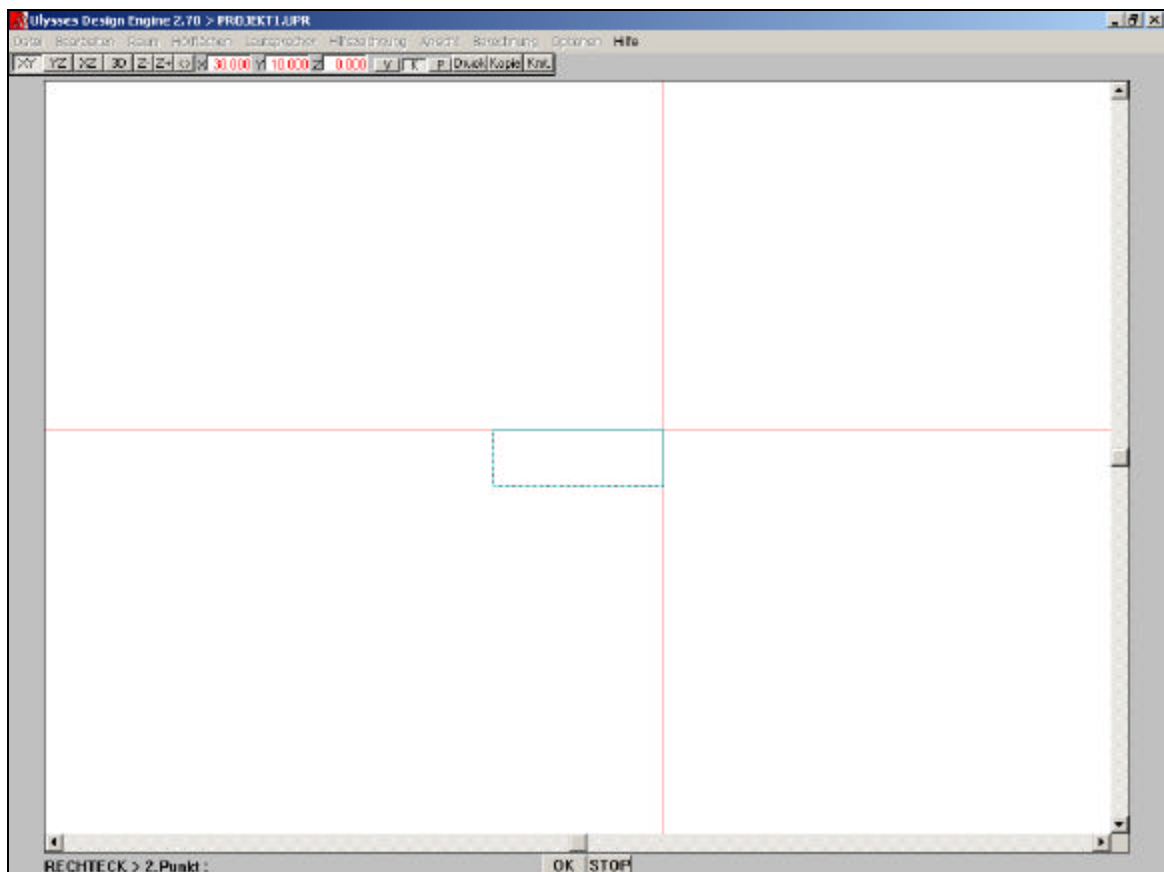 Ulysses Design Engine 2.70 > PROJEKT1.UPR
Datei Bearbeiten Raum Hörflächen Lautsprecher Hilfszeichnung Ansicht Berechnung Optionen Hilfe
XY YZ XZ 3D Z- Z+ <> X 30.000 Y 10.000 Z 0.000 V K P Druck Kopie Knt.
RECHTECK > 2.Punkt :
OK STOP